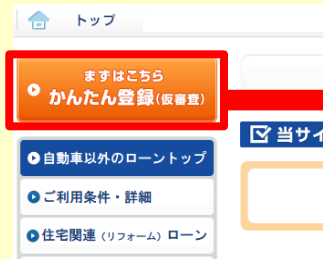 トップ
まずはこちら
かんたん登録(仮審査)
当サイ
自動車以外のローントップ
ご利用条件・詳細
住宅関連（リフォーム）ローン